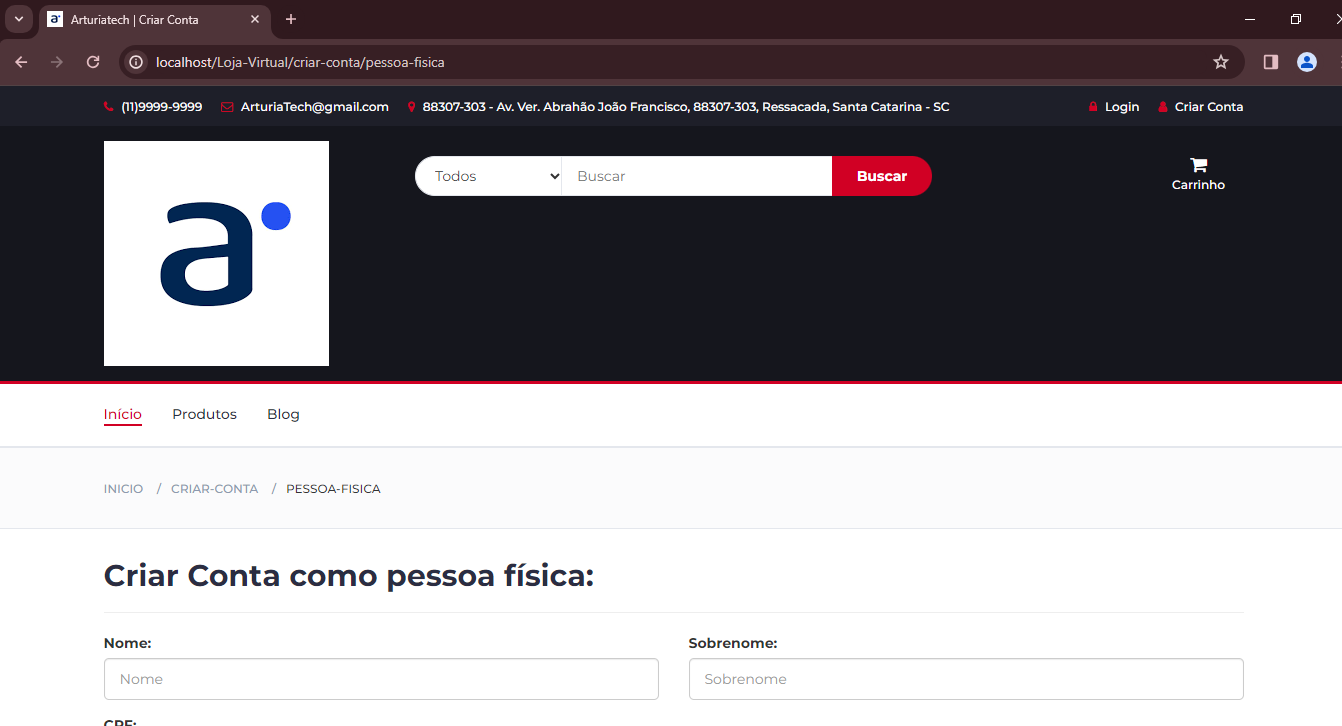 a Arturiatech | Criar Conta
localhost/Loja-Virtual/criar-conta/pessoa-fisica
(11)9999-9999 ArturiaTech@gmail.com 88307-303 - Av. Ver. Abrahão João Francisco, 88307-303, Ressacada, Santa Catarina - SC Login Criar Conta
a
Todos Buscar Buscar
Carrinho
Início Produtos Blog
INICIO / CRIAR-CONTA / PESSOA-FISICA
Criar Conta como pessoa física:
Nome: Sobrenome:
Nome Sobrenome
CPF: